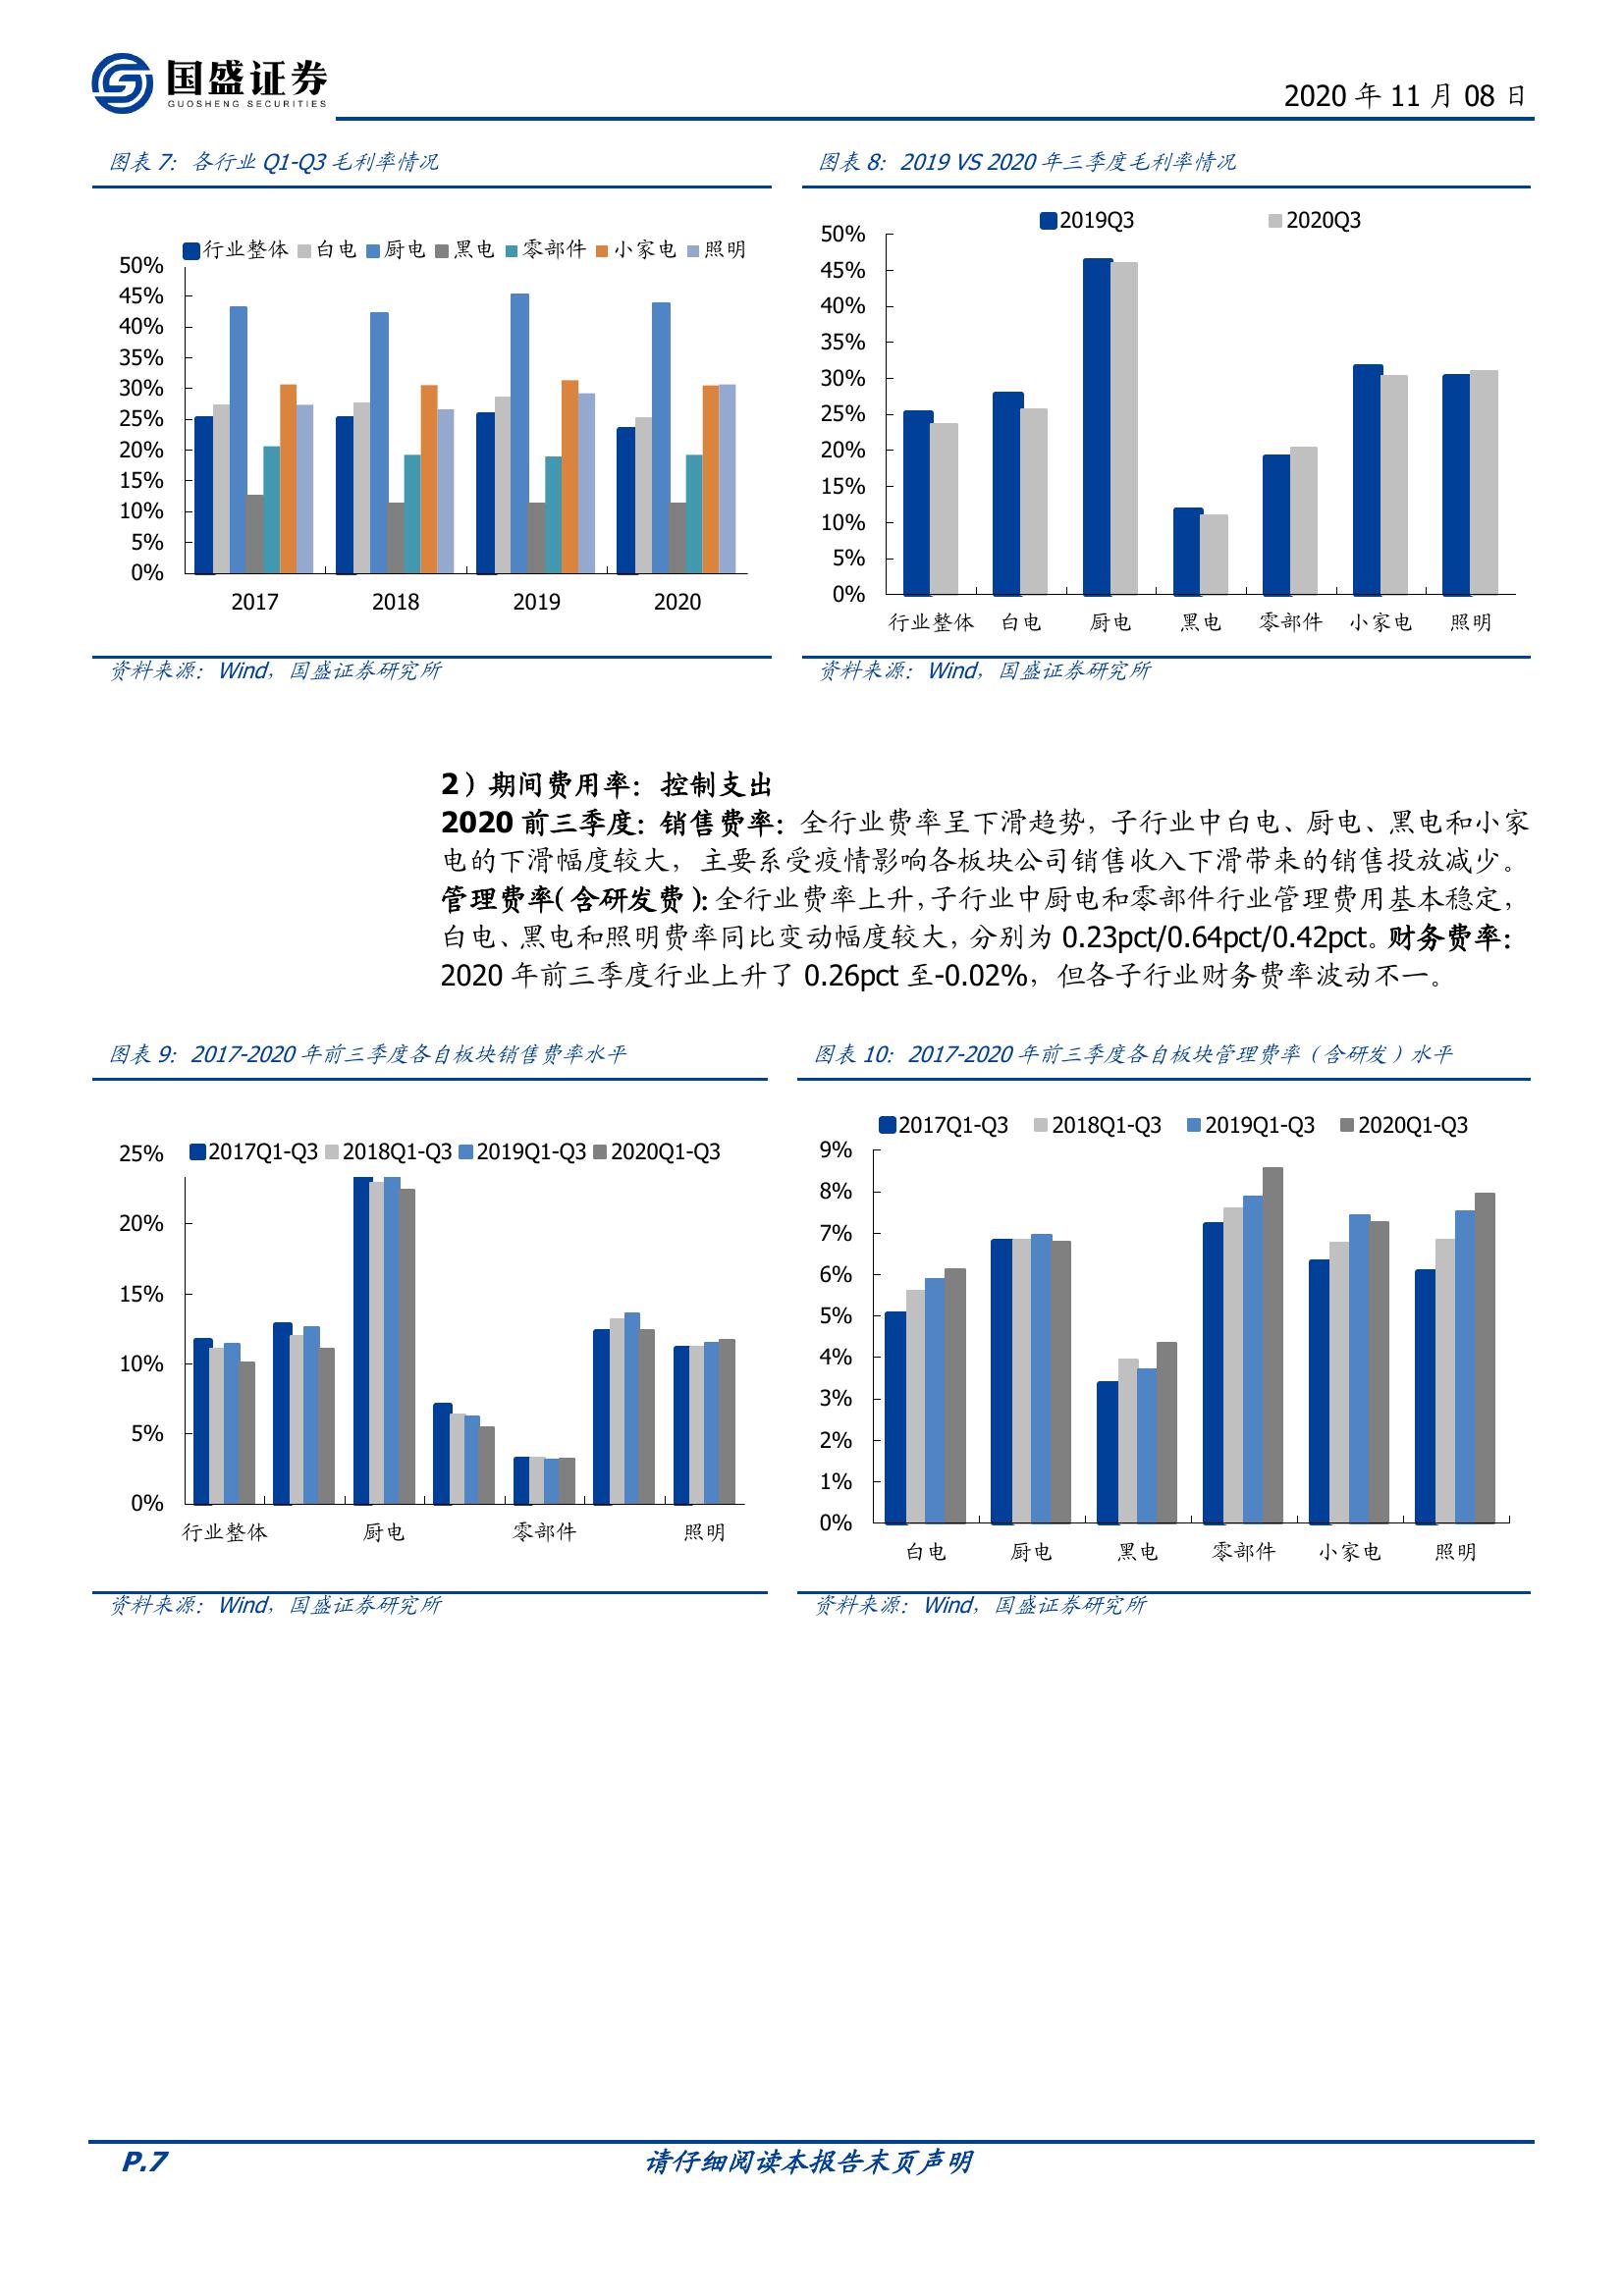 国盛证券
GUOSHENG SECURITIES
2020 年 11 月 08 日
图表 7：各行业 Q1-Q3 毛利率情况
行业整体 白电 厨电 黑电 零部件 小家电 照明
50%
45%
40%
35%
30%
25%
20%
15%
10%
5%
0%
2017 2018 2019 2020
资料来源：Wind，国盛证券研究所
图表 8：2019 VS 2020 年三季度毛利率情况
2019Q3 2020Q3
50%
45%
40%
35%
30%
25%
20%
15%
10%
5%
0%
行业整体 白电 厨电 黑电 零部件 小家电 照明
资料来源：Wind，国盛证券研究所
2）期间费用率：控制支出
2020 前三季度：销售费率：全行业费率呈下滑趋势，子行业中白电、厨电、黑电和小家
电的下滑幅度较大，主要系受疫情影响各板块公司销售收入下滑带来的销售投放减少。
管理费率(含研发费):全行业费率上升，子行业中厨电和零部件行业管理费用基本稳定，
白电、黑电和照明费率同比变动幅度较大，分别为 0.23pct/0.64pct/0.42pct。财务费率：
2020 年前三季度行业上升了 0.26pct 至-0.02%，但各子行业财务费率波动不一。
图表 9：2017-2020 年前三季度各自板块销售费率水平
2017Q1-Q3 2018Q1-Q3 2019Q1-Q3 2020Q1-Q3
25%
20%
15%
10%
5%
0%
行业整体 厨电 零部件 照明
资料来源：Wind，国盛证券研究所
图表 10：2017-2020 年前三季度各自板块管理费率（含研发）水平
2017Q1-Q3 2018Q1-Q3 2019Q1-Q3 2020Q1-Q3
9%
8%
7%
6%
5%
4%
3%
2%
1%
0%
白电 厨电 黑电 零部件 小家电 照明
资料来源：Wind，国盛证券研究所
P.7
请仔细阅读本报告末页声明